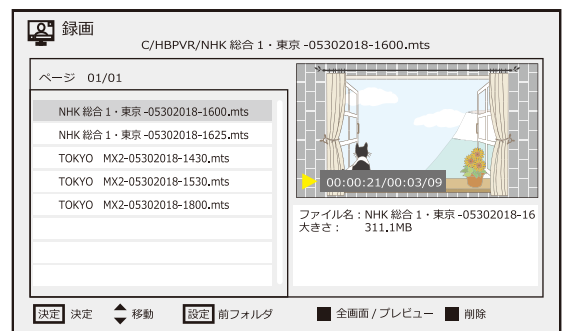 録画
C/HBPVR/NHK 総合 1・東京 -05302018-1600.mts
ページ 01/01
NHK 総合 1・東京 -05302018-1600.mts
NHK 総合 1・東京 -05302018-1625.mts
TOKYO MX2-05302018-1430.mts
TOKYO MX2-05302018-1530.mts
TOKYO MX2-05302018-1800.mts
00:00:21/00:03/09
ファイル名：NHK 総合 1・東京 -05302018-16
大きさ： 311.1MB
決定 決定 移動 設定 前フォルダ 全画面 / プレビュー 削除